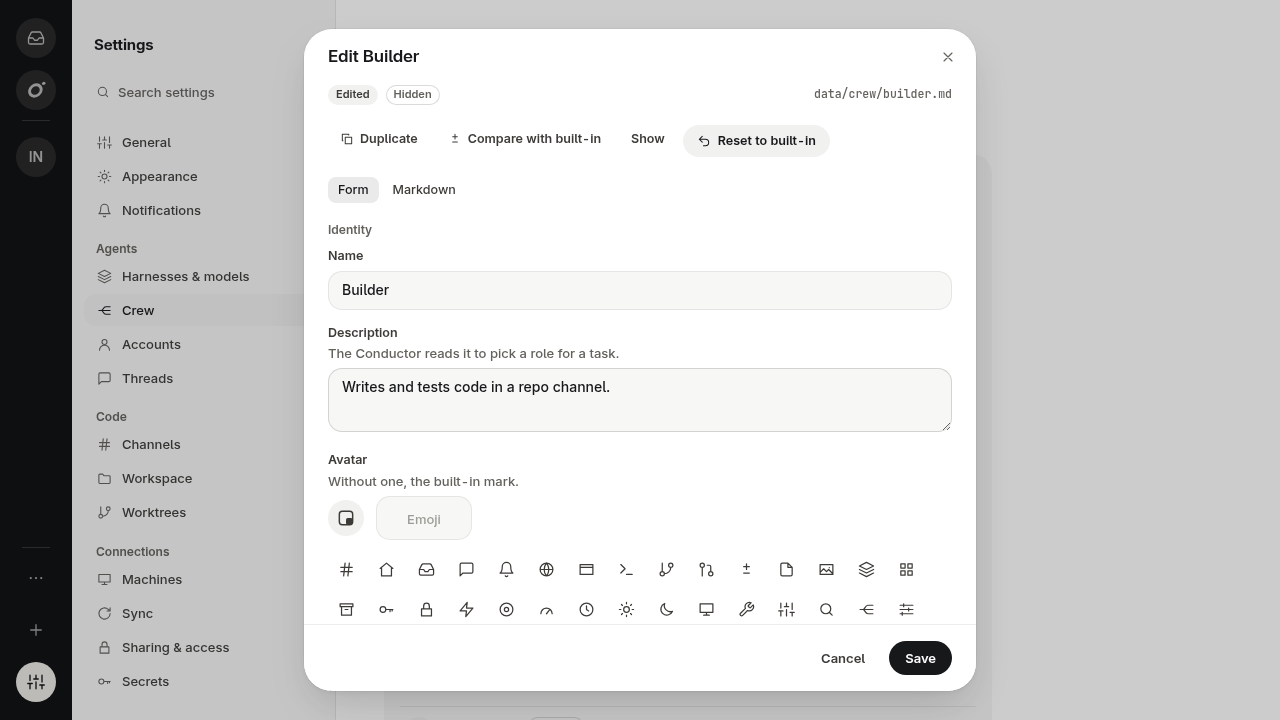 Settings
Search settings
General
Appearance
Notifications
Agents
Harnesses & models
Crew
Accounts
Threads
Code
Channels
Workspace
Worktrees
Connections
Machines
Sync
Sharing & access
Secrets
IN
Edit Builder
Edited
Hidden
data/crew/builder.md
Duplicate
Compare with built-in
Show
Reset to built-in
Form
Markdown
Identity
Name
Builder
Description
The Conductor reads it to pick a role for a task.
Writes and tests code in a repo channel.
Avatar
Without one, the built-in mark.
Emoji
Cancel
Save